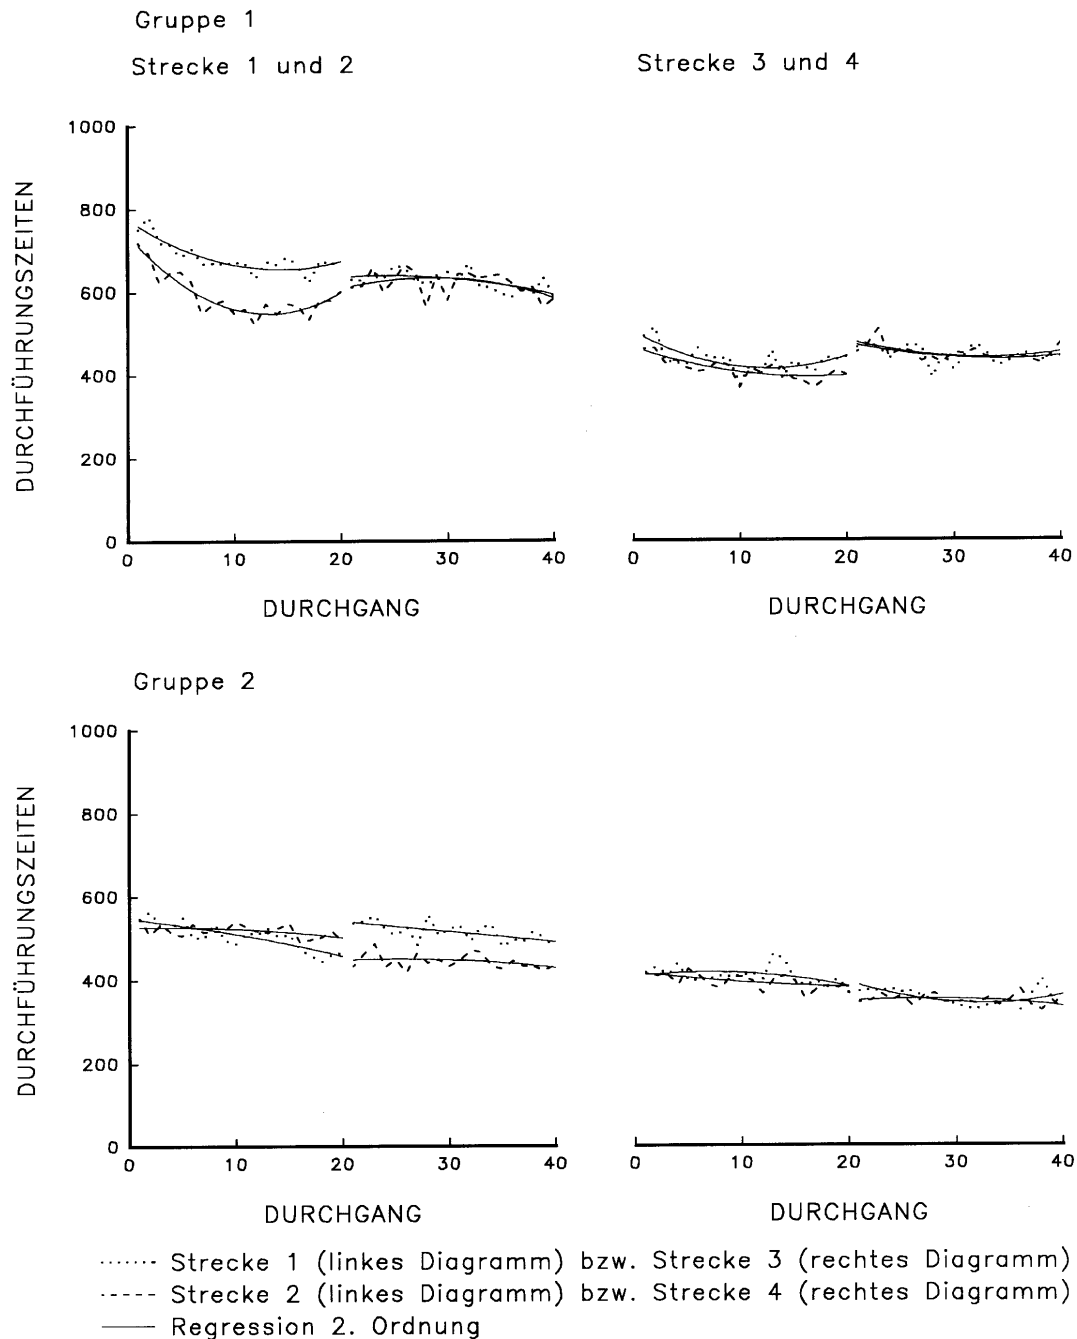 Gruppe 1
Strecke 1 und 2
Strecke 3 und 4
1000
800
600
400
200
0
DURCHFÜHRUNGSZEITEN
0 10 20 30 40
0 10 20 30 40
DURCHGANG
DURCHGANG
Gruppe 2
1000
800
600
400
200
0
DURCHFÜHRUNGSZEITEN
0 10 20 30 40
0 10 20 30 40
DURCHGANG
DURCHGANG
Strecke 1 (linkes Diagramm) bzw. Strecke 3 (rechtes Diagramm)
Strecke 2 (linkes Diagramm) bzw. Strecke 4 (rechtes Diagramm)
Regression 2. Ordnung